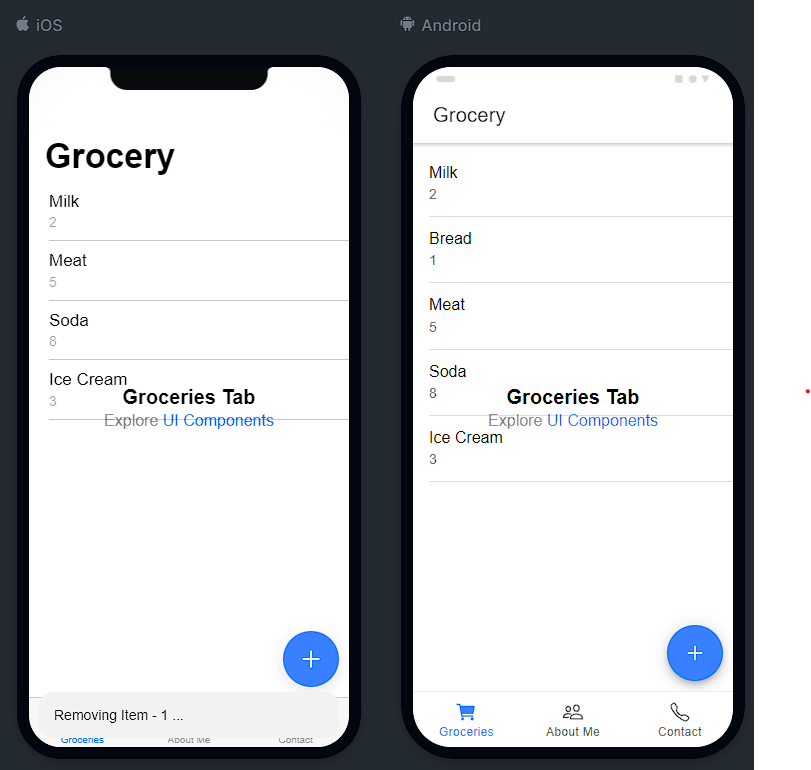 iOS
Grocery
Milk
2
Meat
5
Soda
8
Ice Cream
3
Groceries Tab
Explore UI Components
Removing Item - 1 ...
Groceries
About Me
Contact
Android
Grocery
Milk
2
Bread
1
Meat
5
Soda
8
Groceries Tab
Explore UI Components
Ice Cream
3
Groceries
About Me
Contact